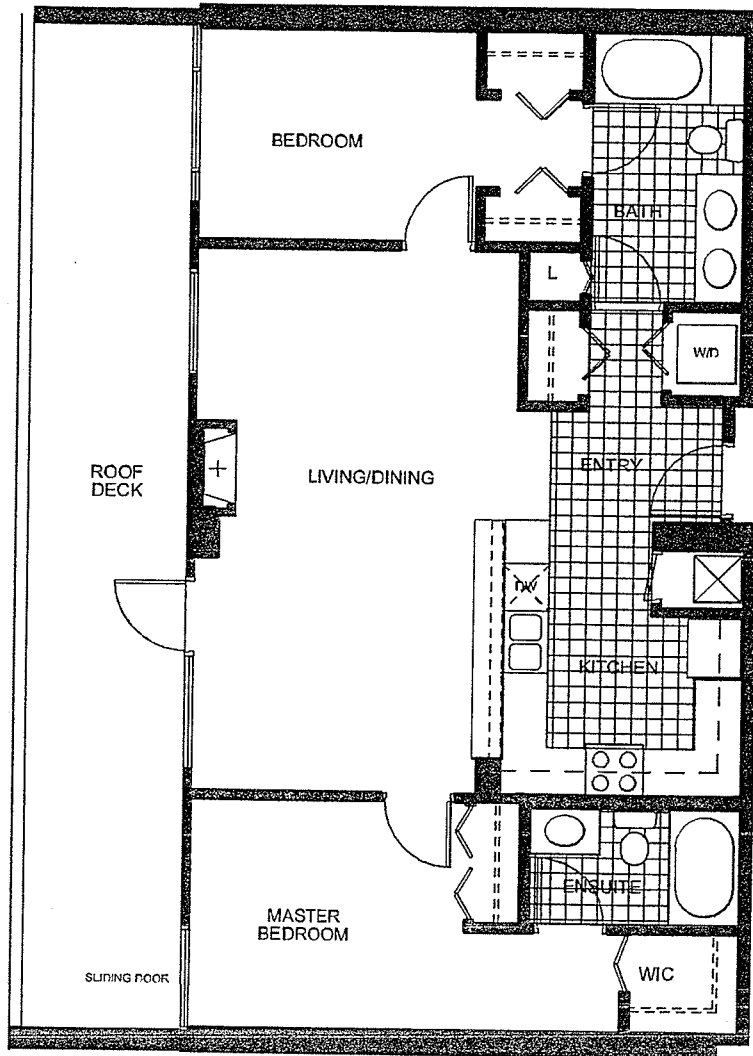 BEDROOM
BATH
L
W/D
ENTRY
ROOF
DECK
LIVING/DINING
DW
KITCHEN
ENSUITE
MASTER
BEDROOM
SLIDING DOOR
WIC